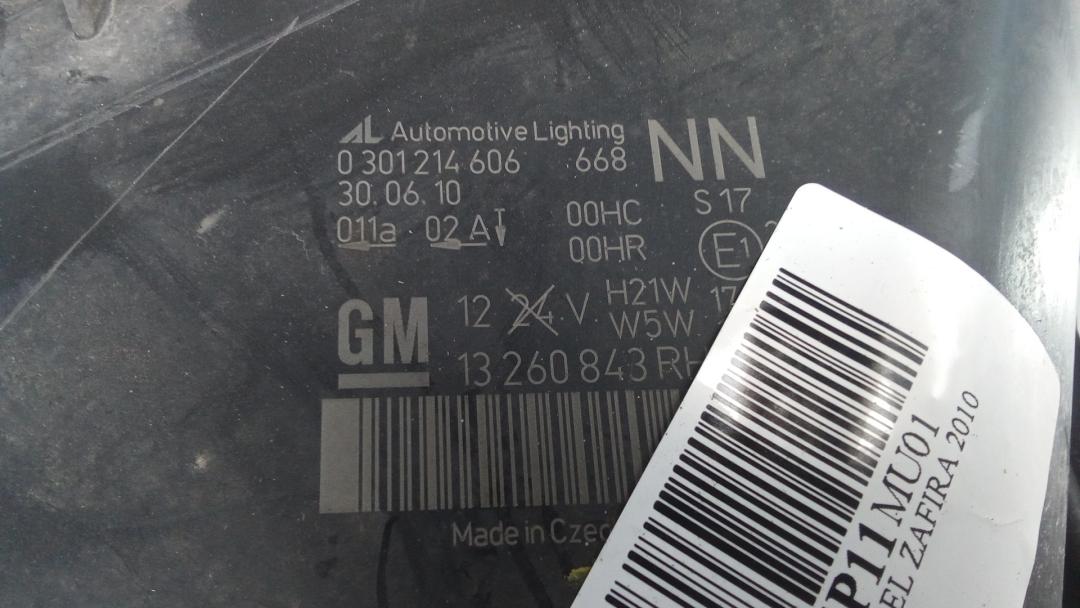 AL Automotive Lighting NN
0 301 214 606 668
30.06.10 S 17
011a 02 A 00HC
00HR E1
GM 12 24 V H21W 17
W5W
13 260 843 RH
Made in Czec
P11 MU01
EL ZAFIRA 2010